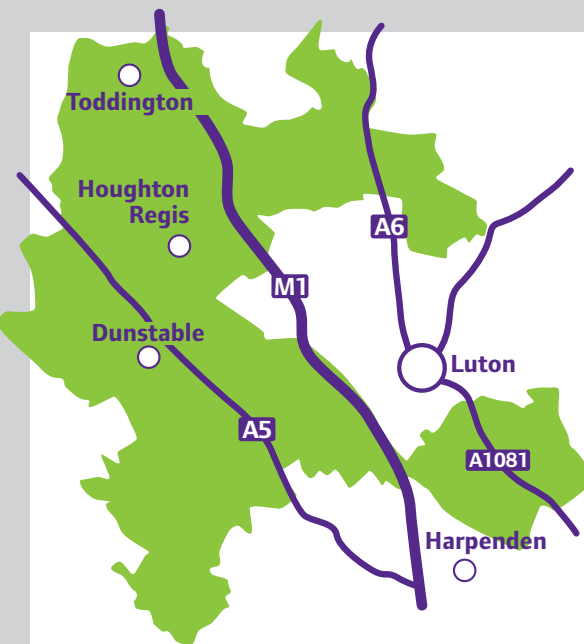 Toddington
Houghton
Regis
A6
M1
Dunstable
Luton
A5
A1081
Harpenden